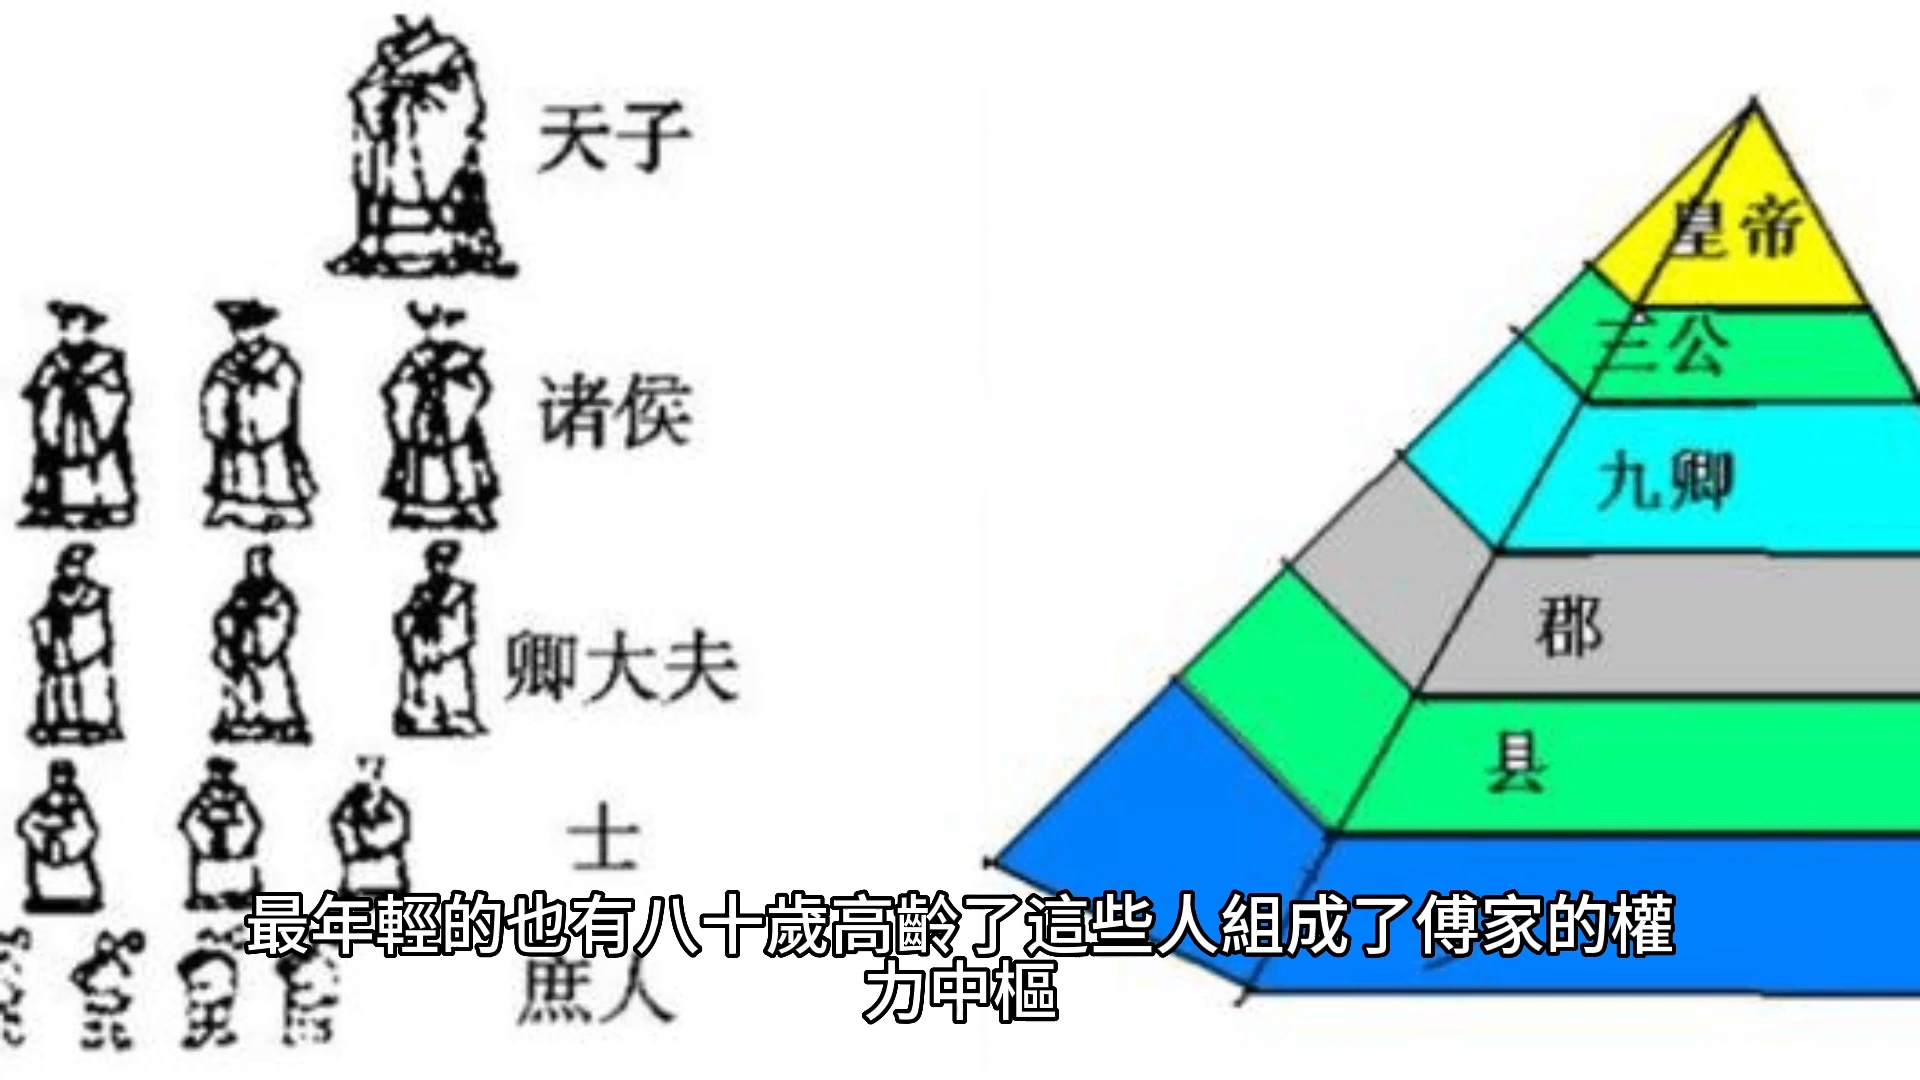 天子
诸侯
卿大夫
士
庶人
皇帝
三公
九卿
郡
县
最年輕的也有八十歲高齡了這些人組成了傅家的權
力中樞